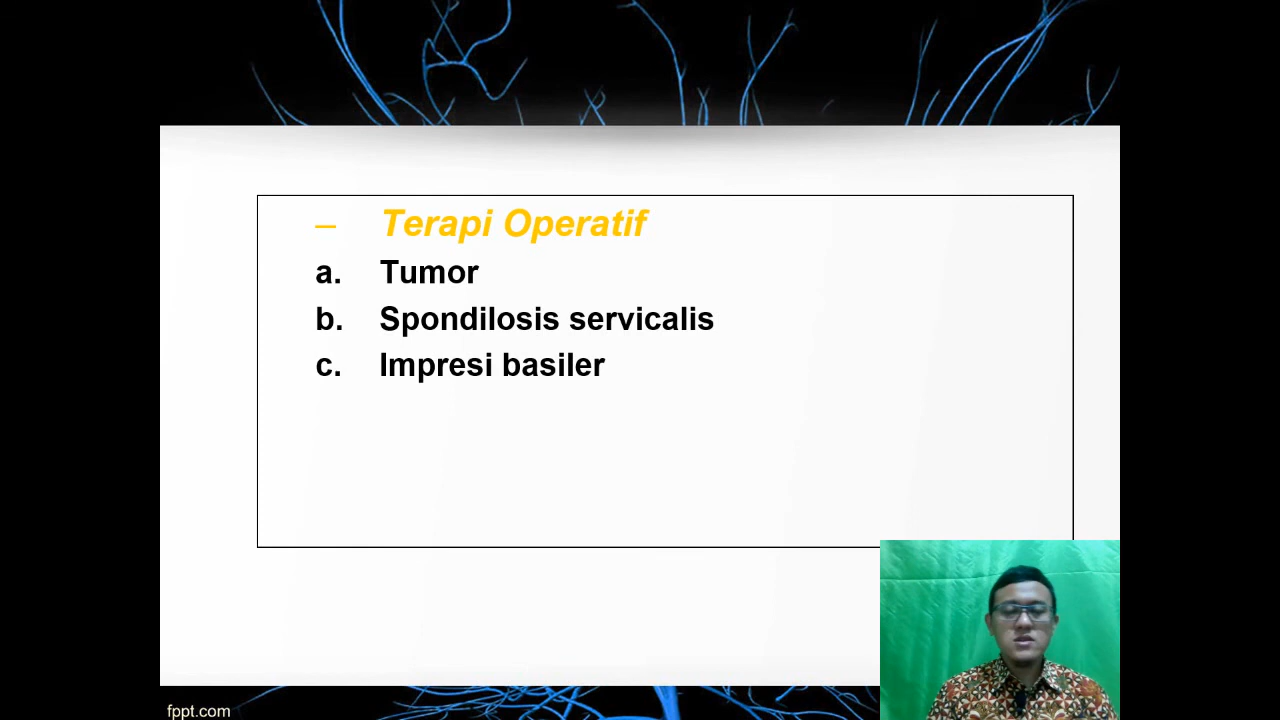 – Terapi Operatif
a. Tumor
b. Spondilosis servicalis
c. Impresi basiler
fppt.com